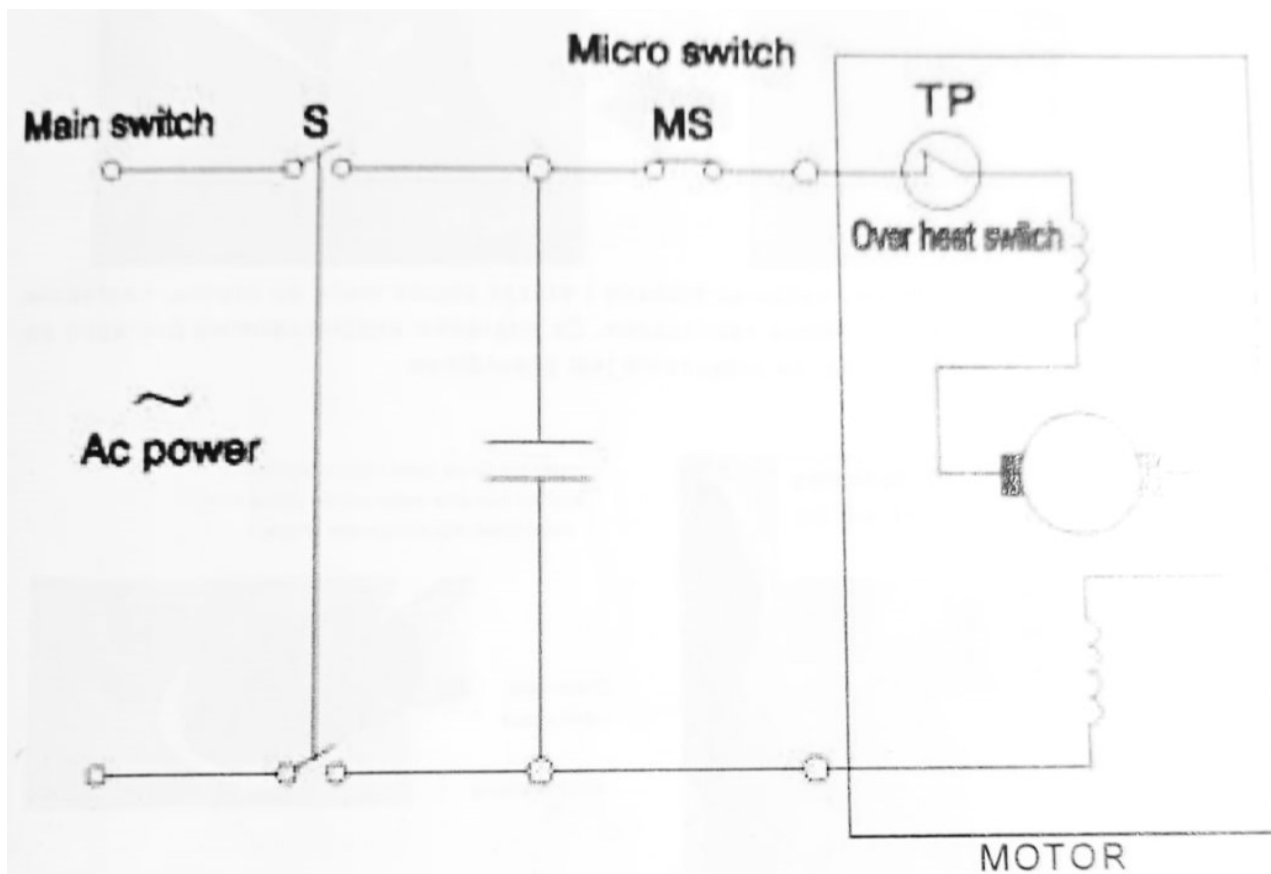 Micro switch
TP
Main switch
S
MS
Over heat switch
~
Ac power
MOTOR